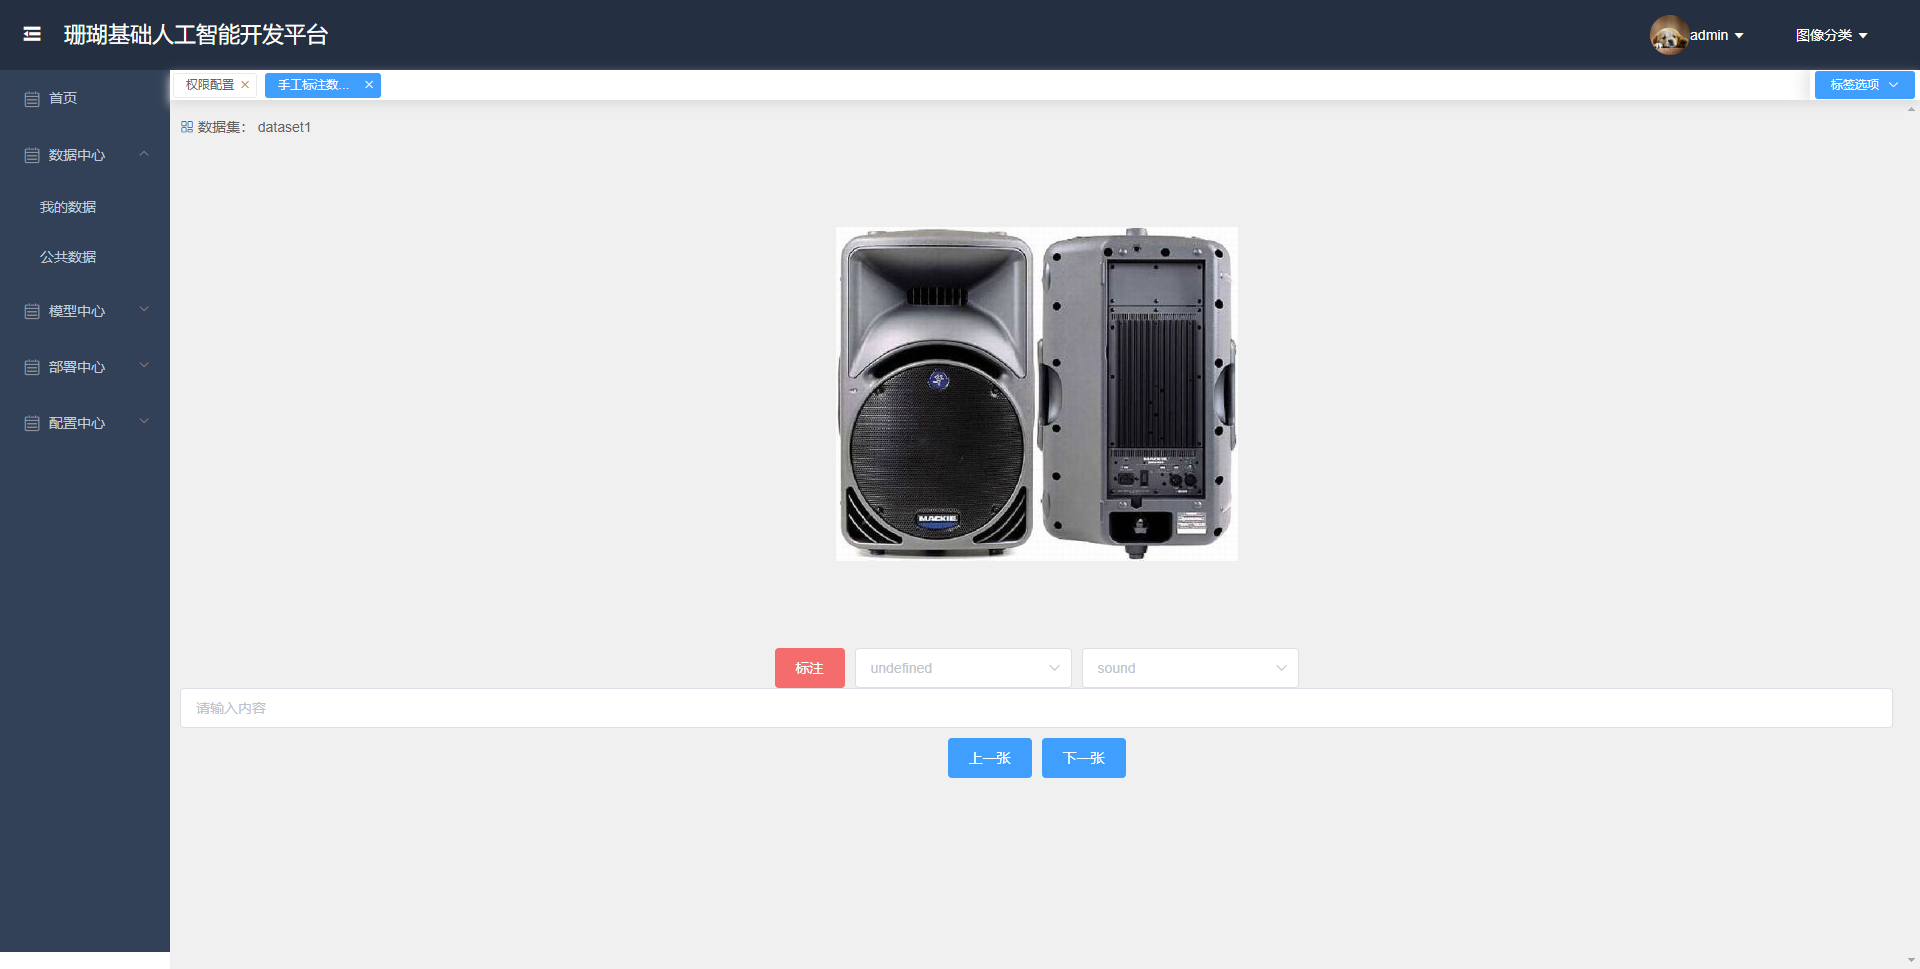 珊瑚基础人工智能开发平台
admin
图像分类
首页
数据中心
我的数据
公共数据
模型中心
部署中心
配置中心
权限配置
手工标注数...
标签选项
数据集： dataset1
MACKIE
标注
undefined
sound
请输入内容
上一张
下一张